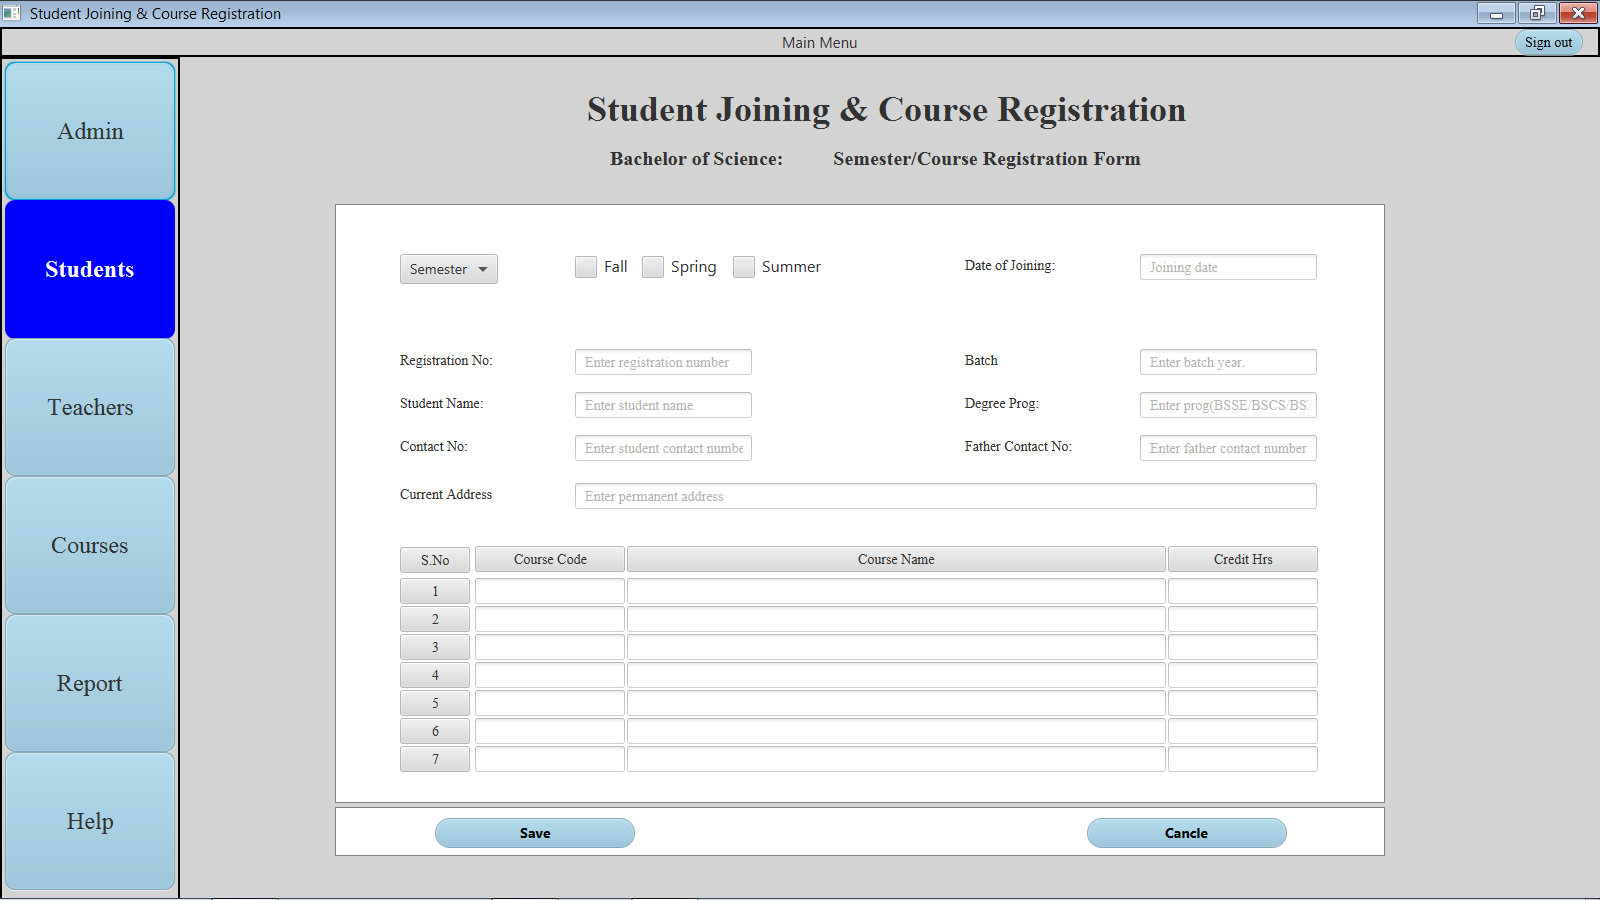 Student Joining & Course Registration
Main Menu
Sign out
Admin
Students
Teachers
Courses
Report
Help
Student Joining & Course Registration
Bachelor of Science: Semester/Course Registration Form
Semester Fall Spring Summer Date of Joining: Joining date
Registration No: Enter registration number Batch Enter batch year.
Student Name: Enter student name Degree Prog: Enter prog(BSSE/BSCS/BS
Contact No: Enter student contact numbe Father Contact No: Enter father contact number
Current Address Enter permanent address
S.No Course Code Course Name Credit Hrs
1
2
3
4
5
6
7
Save Cancle